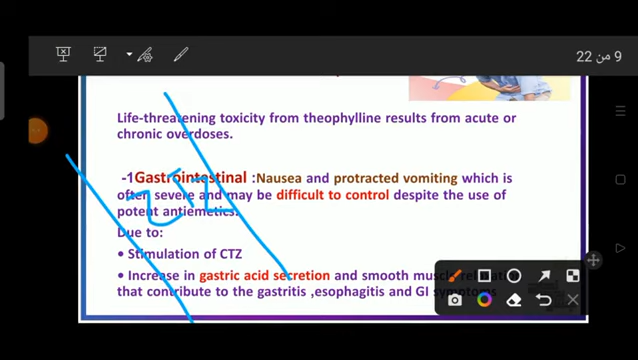 9 من 22
Life-threatening toxicity from theophylline results from acute or
chronic overdoses.
-1Gastrointestinal :Nausea and protracted vomiting which is
often severe and may be difficult to control despite the use of
potent antiemetics.
Due to:
• Stimulation of CTZ
• Increase in gastric acid secretion and smooth muscle
that contribute to the gastritis ,esophagitis and GI symptoms